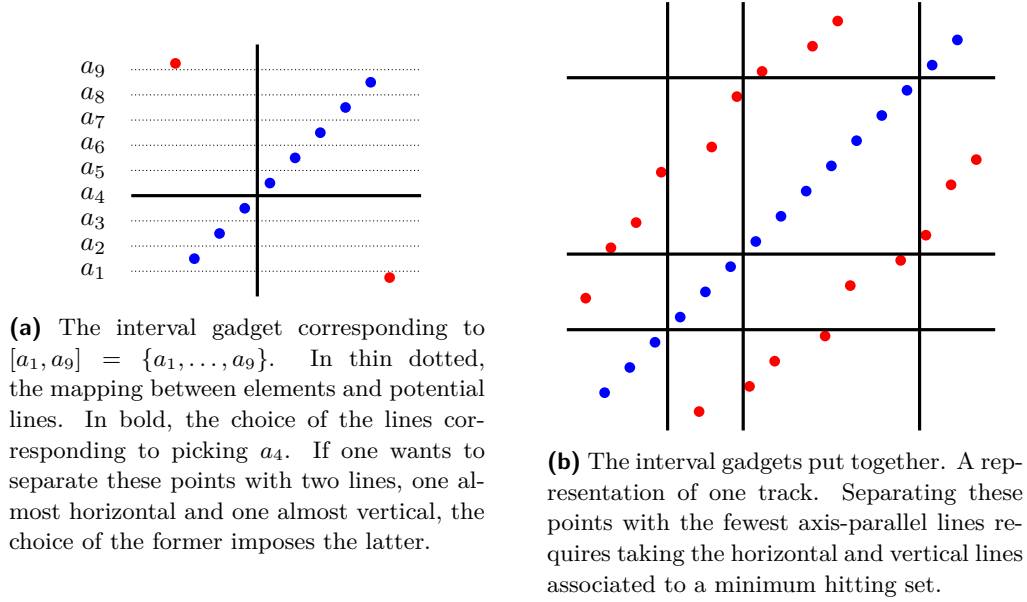 a9
a8
a7
a6
a5
a4
a3
a2
a1
(a) The interval gadget corresponding to
[a1, a9] = {a1, . . . , a9}. In thin dotted,
the mapping between elements and potential
lines. In bold, the choice of the lines cor-
responding to picking a4. If one wants to
separate these points with two lines, one al-
most horizontal and one almost vertical, the
choice of the former imposes the latter.
(b) The interval gadgets put together. A rep-
resentation of one track. Separating these
points with the fewest axis-parallel lines re-
quires taking the horizontal and vertical lines
associated to a minimum hitting set.